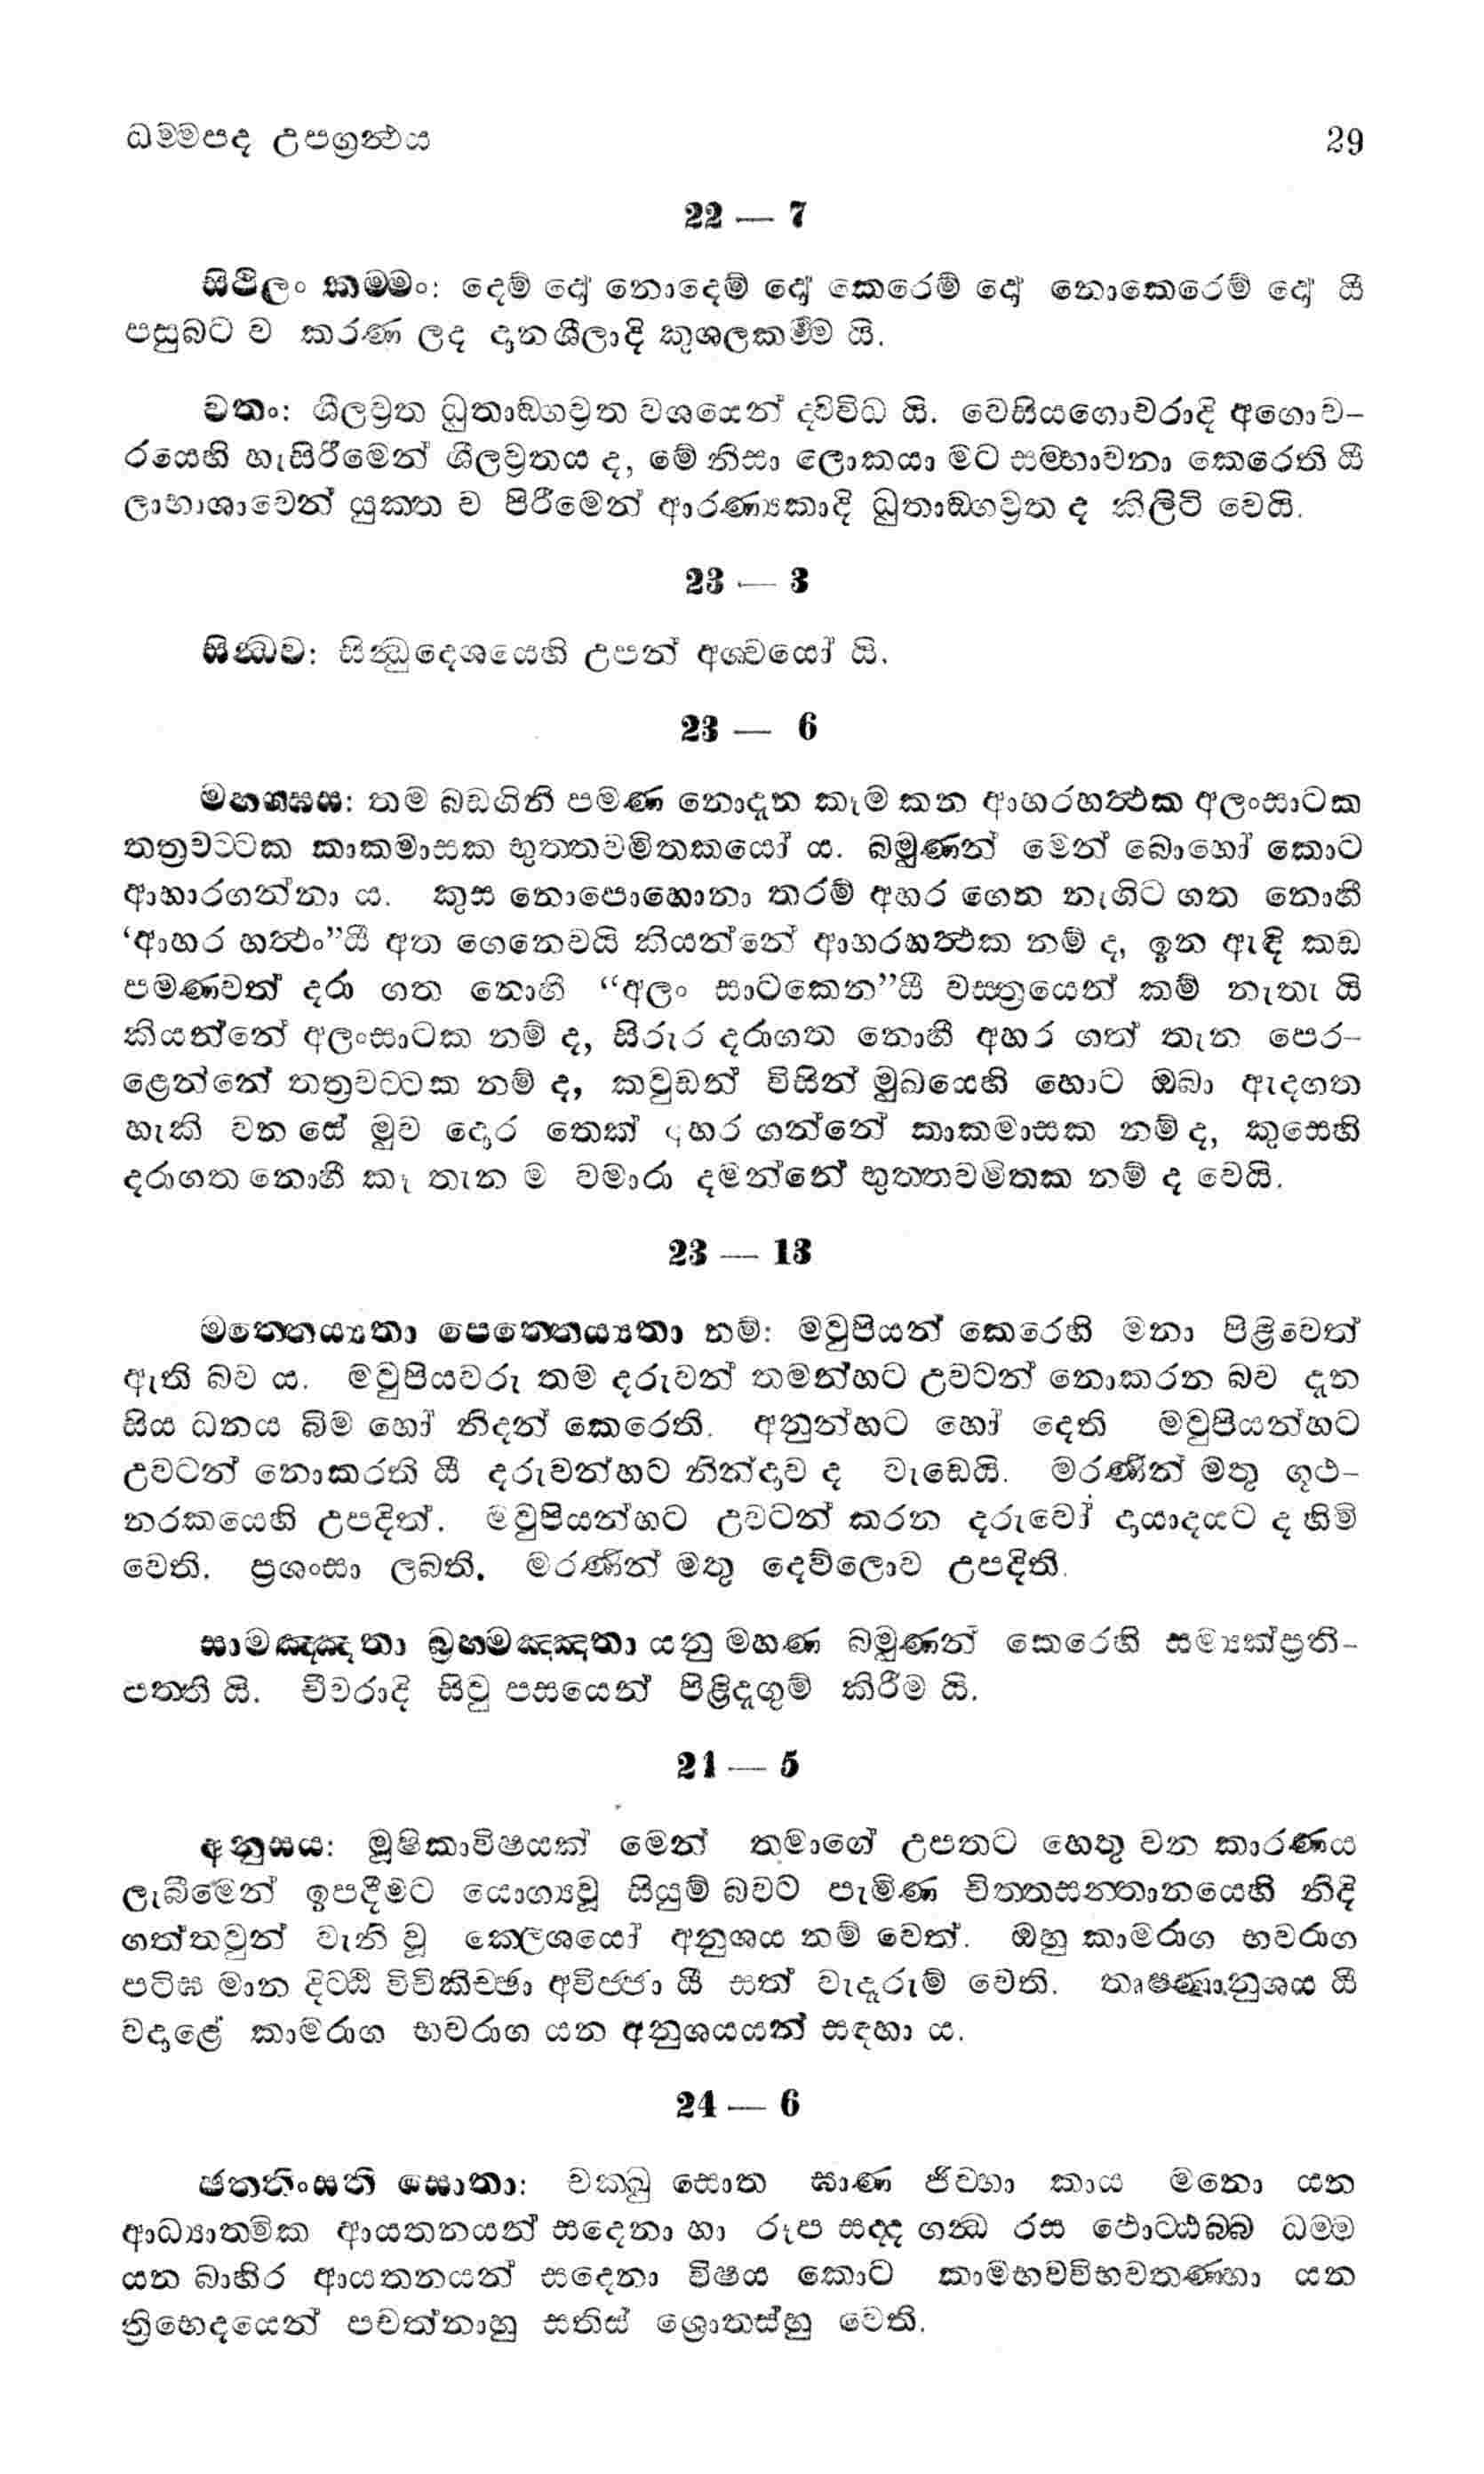 ධම්මපද උපග්‍රන්ථය 29
22 — 7
සිථිලං කම්මං: දෙම් දෝ නොදෙම් දෝ කෙරෙම් දෝ නොකෙරෙම් දෝ යි
පසුබට ව කරණ ලද දානශීලාදි කුශලකර්‍ම්ම යි.
වතං: ශීලව්‍රත ධුතාඞ්ගව්‍රත වශයෙන් ද්විවිධ යි. වෙසියගොචරාදි අගොච-
රයෙහි හැසිරීමෙන් ශීලව්‍රතය ද, මේ නිසා ලොකයා මට සම්භාවනා කෙරෙති යි
ලාභාශාවෙන් යුක්ත ව පිරීමෙන් ආරණ්‍යකාදි ධුතාඞ්ගව්‍රත ද කිලිටි වෙයි.
23 — 3
සින්ධව: සින්ධුදෙශයෙහි උපන් අශ්වයෝ යි.
23 — 6
මහග්ඝස: තම බඩගිනි පමණ නොදැන කෑම කන ආහරහත්ථක අලංසාටක
තත්‍රවට්ටක කාකමාසක භුත්තවමිතකයෝ ය. බමුණන් මෙන් බොහෝ කොට
ආහාරගන්නා ය. කුස නොපොහොනා තරම් අහර ගෙන නැගිට ගත නොහී
‘ආහර හත්ථං”යි අත ගෙනෙවයි කියන්නේ ආහරහත්ථක නම් ද, ඉන ඇඳි කඩ
පමණවත් දරා ගත නොහී “අලං සාටකෙන”යි වස්ත්‍රයෙන් කම් නැතැ යි
කියන්නේ අලංසාටක නම් ද, සිරුර දරාගත නොහී අහර ගත් තැන පෙර-
ළෙන්නේ තත්‍රවට්ටක නම් ද, කවුඩන් විසින් මුඛයෙහි හොට ඔබා ඇදගත
හැකි වන සේ මුව දොර තෙක් අහර ගන්නේ කාකමාසක නම් ද, කුසෙහි
දරාගත නොහී කෑ තැන ම වමාරා දමන්නේ භුත්තවමිතක නම් ද වෙයි.
23 — 13
මත්තෙය්‍යතා පෙත්තෙය්‍යතා නම්: මවුපියන් කෙරෙහි මනා පිළිවෙත්
ඇති බව ය. මවුපියවරු තම දරුවන් තමන්හට උවටන් නොකරන බව දැන
සිය ධනය බිම හෝ නිදන් කෙරෙති. අනුන්හට හෝ දෙති මවුපියන්හට
උවටන් නොකරති යි දරුවන්හට නින්දාව ද වැඩෙයි. මරණින් මතු ගූථ-
නරකයෙහි උපදිත්. මවුපියන්හට උවටන් කරන දරුවෝ දායාදයට ද හිමි
වෙති. ප්‍රශංසා ලබති. මරණින් මතු දෙව්ලොව උපදිති.
සාමඤ්ඤතා බ්‍රහ්මඤ්ඤතා යනු මහණ බමුණන් කෙරෙහි සම්‍යක්ප්‍රති-
පත්ති යි. චීවරාදි සිවු පසයෙන් පිළිදැගුම් කිරීම යි.
24 — 5
අනුසය: මූෂිකාවිෂයක් මෙන් තමාගේ උපතට හෙතු වන කාරණය
ලැබීමෙන් ඉපදීමට යොග්‍යවූ සියුම් බවට පැමිණ චිත්තසන්තානයෙහි නිදි
ගත්තවුන් වැනි වූ ක්ලෙශයෝ අනුශය නම් වෙත්. ඔහු කාමරාග භවරාග
පටිඝ මාන දිට්ඨි විචිකිච්ඡා අවිජ්ජා යි සත් වැදෑරුම් වෙති. තෘෂ්ණානුශය යි
වදාළේ කාමරාග භවරාග යන අනුශයයන් සඳහා ය.
24 — 6
ඡත්තිංසතී සොතා: චක්ඛු සොත ඝාණ ජිව්හා කාය මනො යන
ආධ්‍යාත්මික ආයතනයන් සදෙනා හා රූප සද්ද ගන්ධ රස ඵොට්ඨබ්බ ධම්ම
යන බාහිර ආයතනයන් සදෙනා විෂය කොට කාමභවවිභවතණ්හා යන
ත්‍රිභෙදයෙන් පවත්නාහු සතිස් ශ්‍රොතස්හු වෙති.